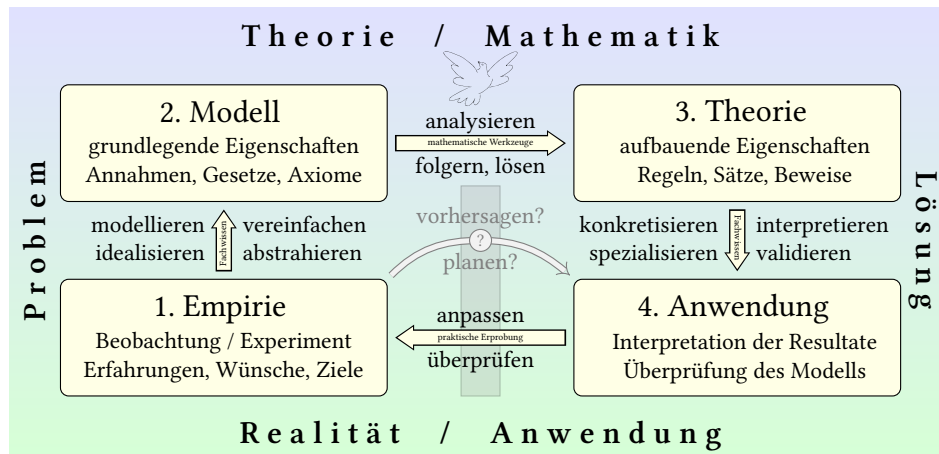 Theorie / Mathematik
2. Modell
grundlegende Eigenschaften
Annahmen, Gesetze, Axiome
analysieren
mathematische Werkzeuge
folgern, lösen
3. Theorie
aufbauende Eigenschaften
Regeln, Sätze, Beweise
Problem
modellieren
idealisieren
Fachwissen
vereinfachen
abstrahieren
vorhersagen?
?
planen?
konkretisieren
spezialisieren
Fachwissen
interpretieren
validieren
Lösung
1. Empirie
Beobachtung / Experiment
Erfahrungen, Wünsche, Ziele
anpassen
praktische Erprobung
überprüfen
4. Anwendung
Interpretation der Resultate
Überprüfung des Modells
Realität / Anwendung